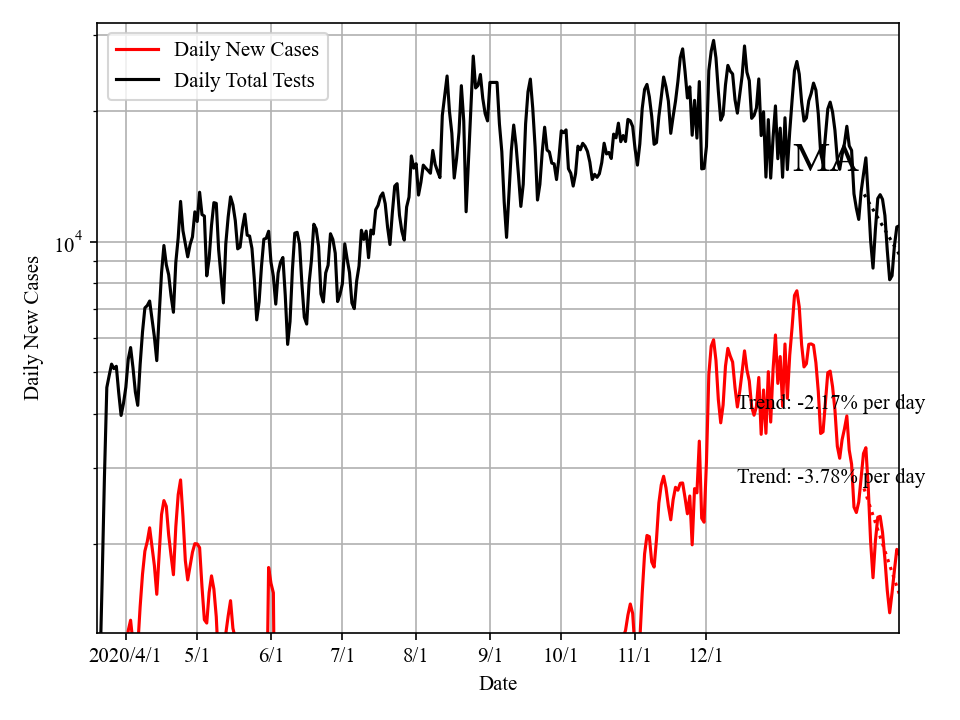 Daily New Cases
Daily Total Tests
MA
10^4
Daily New Cases
Trend: -2.17% per day
Trend: -3.78% per day
2020/4/1 5/1 6/1 7/1 8/1 9/1 10/1 11/1 12/1
Date